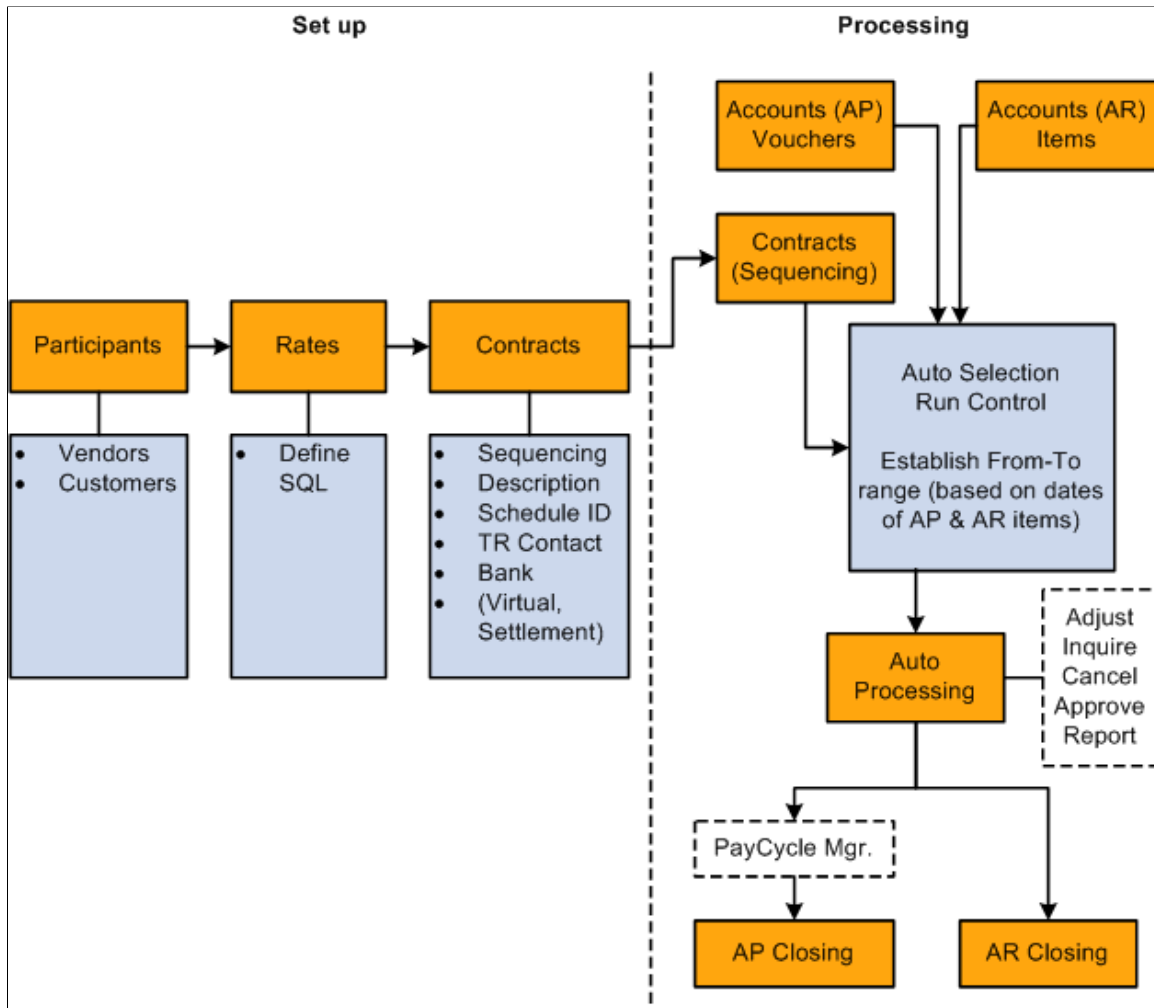 Set up
Processing
Accounts (AP)
Vouchers
Accounts (AR)
Items
Contracts
(Sequencing)
Participants
Rates
Contracts
Auto Selection
Run Control
Establish From-To
range (based on dates
of AP & AR items)
• Vendors
• Customers
• Define
SQL
• Sequencing
• Description
• Schedule ID
• TR Contact
• Bank
• (Virtual,
Settlement)
Auto
Processing
Adjust
Inquire
Cancel
Approve
Report
PayCycle Mgr.
AP Closing
AR Closing